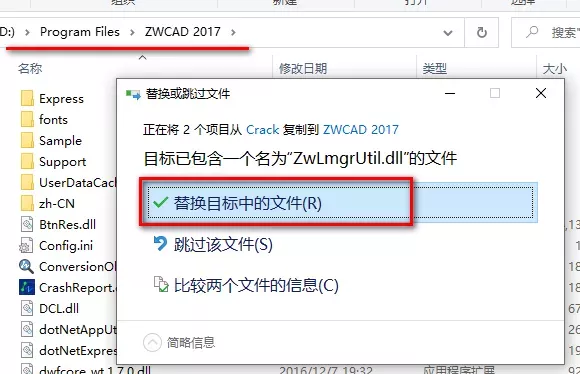 组织 新建 打开 选择
D:) › Program Files › ZWCAD 2017 › 搜索"
名称 修改日期 类型 大小
Express
fonts
Sample
Support
UserDataCach
zh-CN
BtnRes.dll
Config.ini
ConversionOb
CrashReport.
DCL.dll
dotNetAppUt
dotNetExpres
dwfcore_wt.1.7.0.dll 2016/12/7 19:32 应用程序扩展
替换或跳过文件
正在将 2 个项目从 Crack 复制到 ZWCAD 2017
目标已包含一个名为“ZwLmgrUtil.dll”的文件
替换目标中的文件(R)
跳过该文件(S)
比较两个文件的信息(C)
简略信息